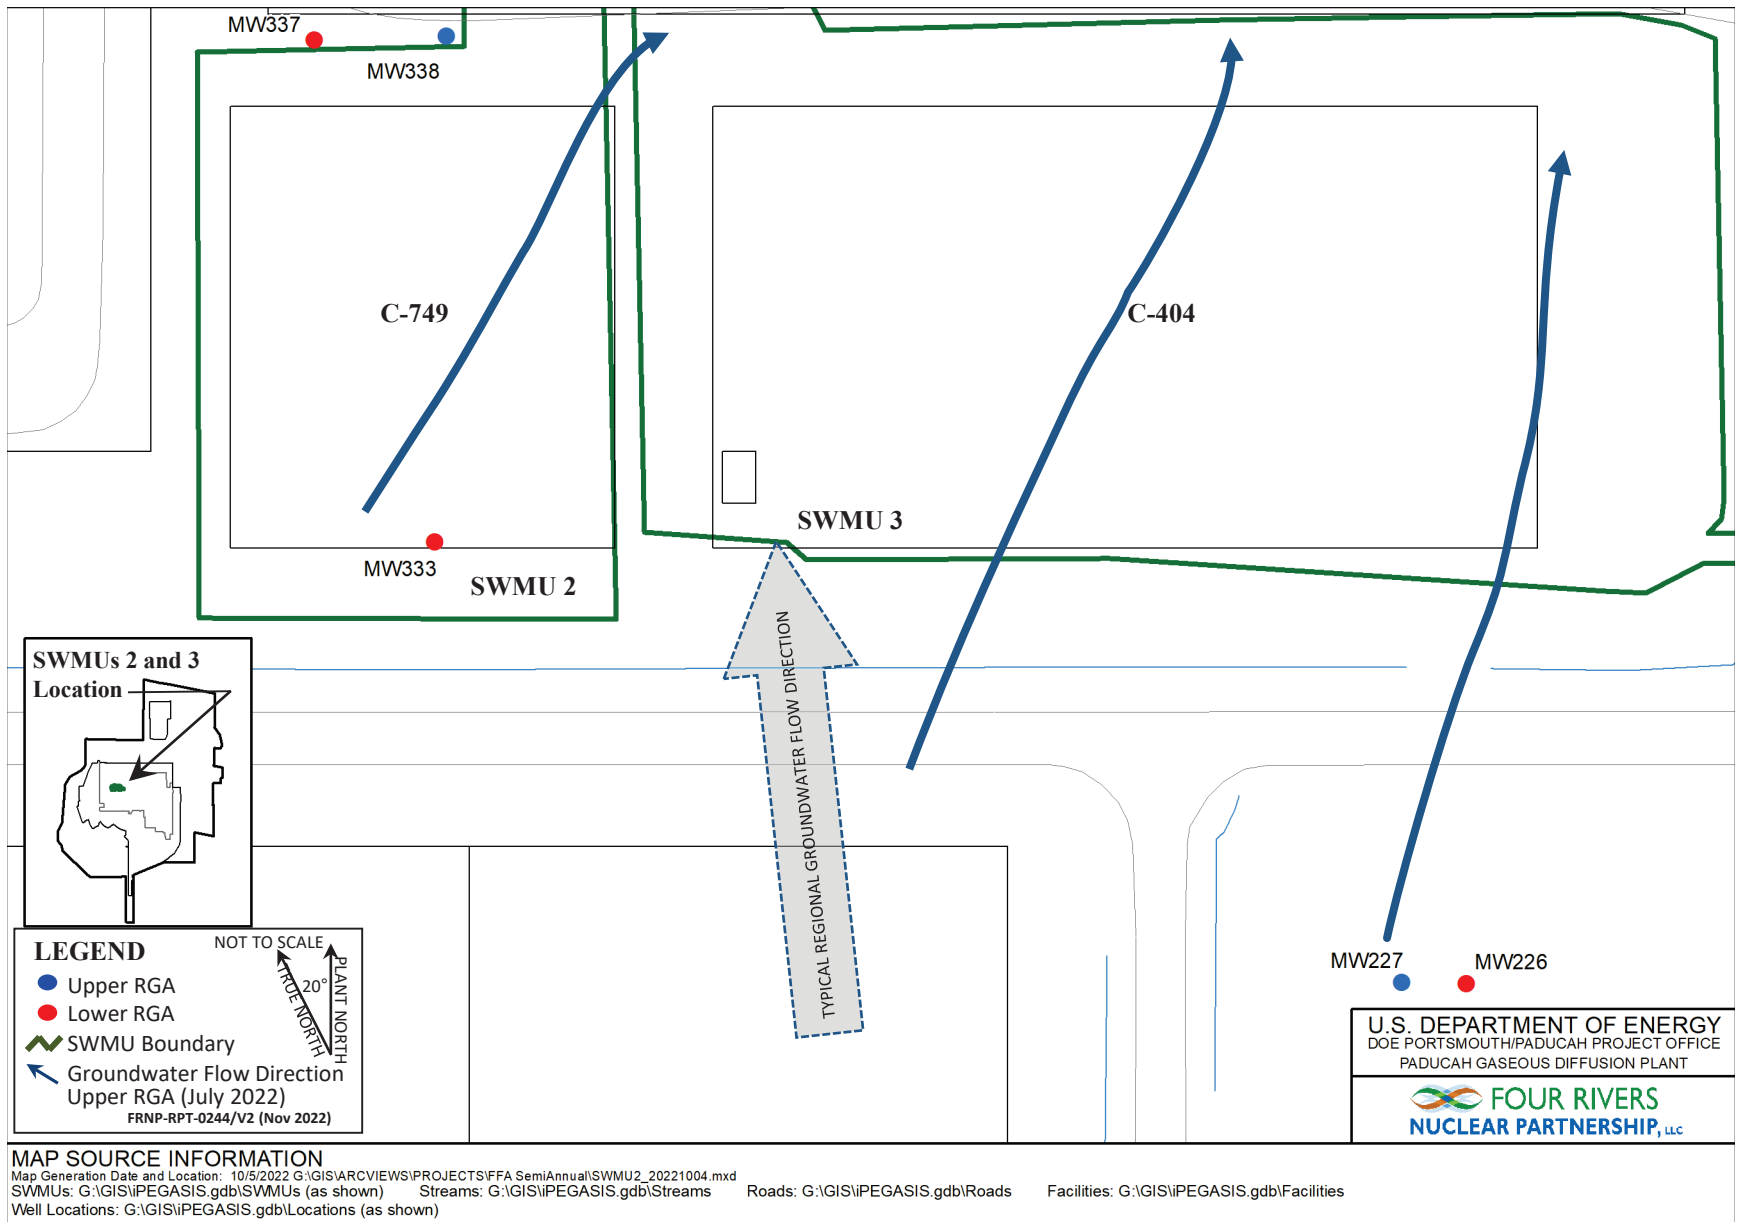 MW337
MW338
C-749
C-404
SWMU 3
MW333
SWMU 2
TYPICAL REGIONAL GROUNDWATER FLOW DIRECTION
SWMUs 2 and 3
Location
LEGEND
NOT TO SCALE
TRUE NORTH
20°
PLANT NORTH
Upper RGA
Lower RGA
SWMU Boundary
Groundwater Flow Direction
Upper RGA (July 2022)
FRNP-RPT-0244/V2 (Nov 2022)
MW227
MW226
U.S. DEPARTMENT OF ENERGY
DOE PORTSMOUTH/PADUCAH PROJECT OFFICE
PADUCAH GASEOUS DIFFUSION PLANT
FOUR RIVERS
NUCLEAR PARTNERSHIP, LLC
MAP SOURCE INFORMATION
Map Generation Date and Location: 10/5/2022 G:\GIS\ARCVIEWS\PROJECTS\FFA SemiAnnual\SWMU2_20221004.mxd
SWMUs: G:\GIS\iPEGASIS.gdb\SWMUs (as shown) Streams: G:\GIS\iPEGASIS.gdb\Streams Roads: G:\GIS\iPEGASIS.gdb\Roads Facilities: G:\GIS\iPEGASIS.gdb\Facilities
Well Locations: G:\GIS\iPEGASIS.gdb\Locations (as shown)